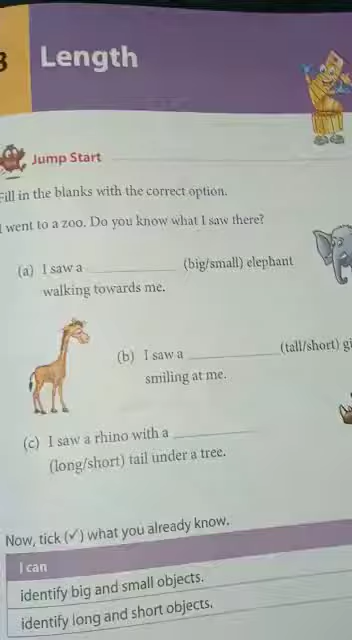 3 Length
Jump Start
Fill in the blanks with the correct option.
I went to a zoo. Do you know what I saw there?
(a) I saw a ____________ (big/small) elephant
walking towards me.
(b) I saw a ____________ (tall/short) gi
smiling at me.
(c) I saw a rhino with a ____________
(long/short) tail under a tree.
Now, tick (✓) what you already know.
I can
identify big and small objects.
identify long and short objects.